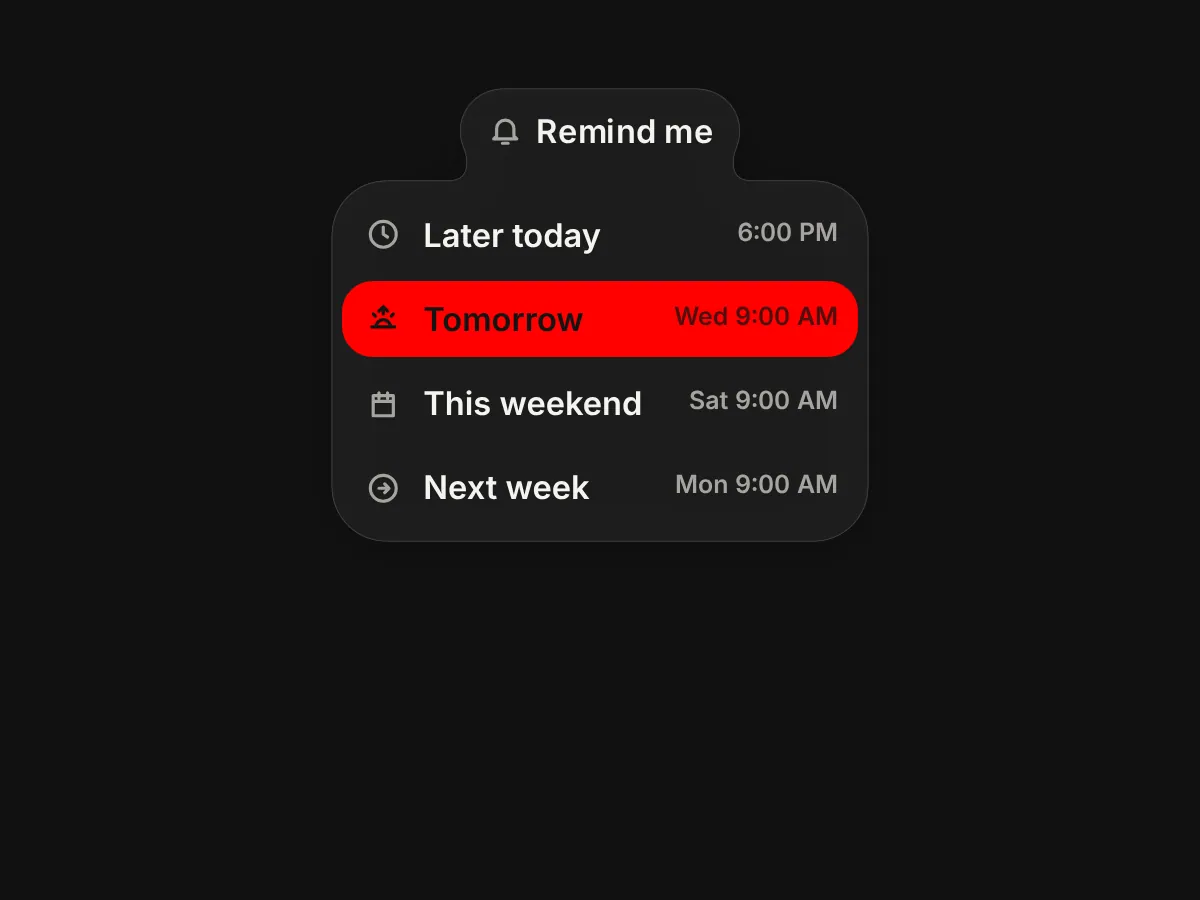 Remind me
Later today 6:00 PM
Tomorrow Wed 9:00 AM
This weekend Sat 9:00 AM
Next week Mon 9:00 AM